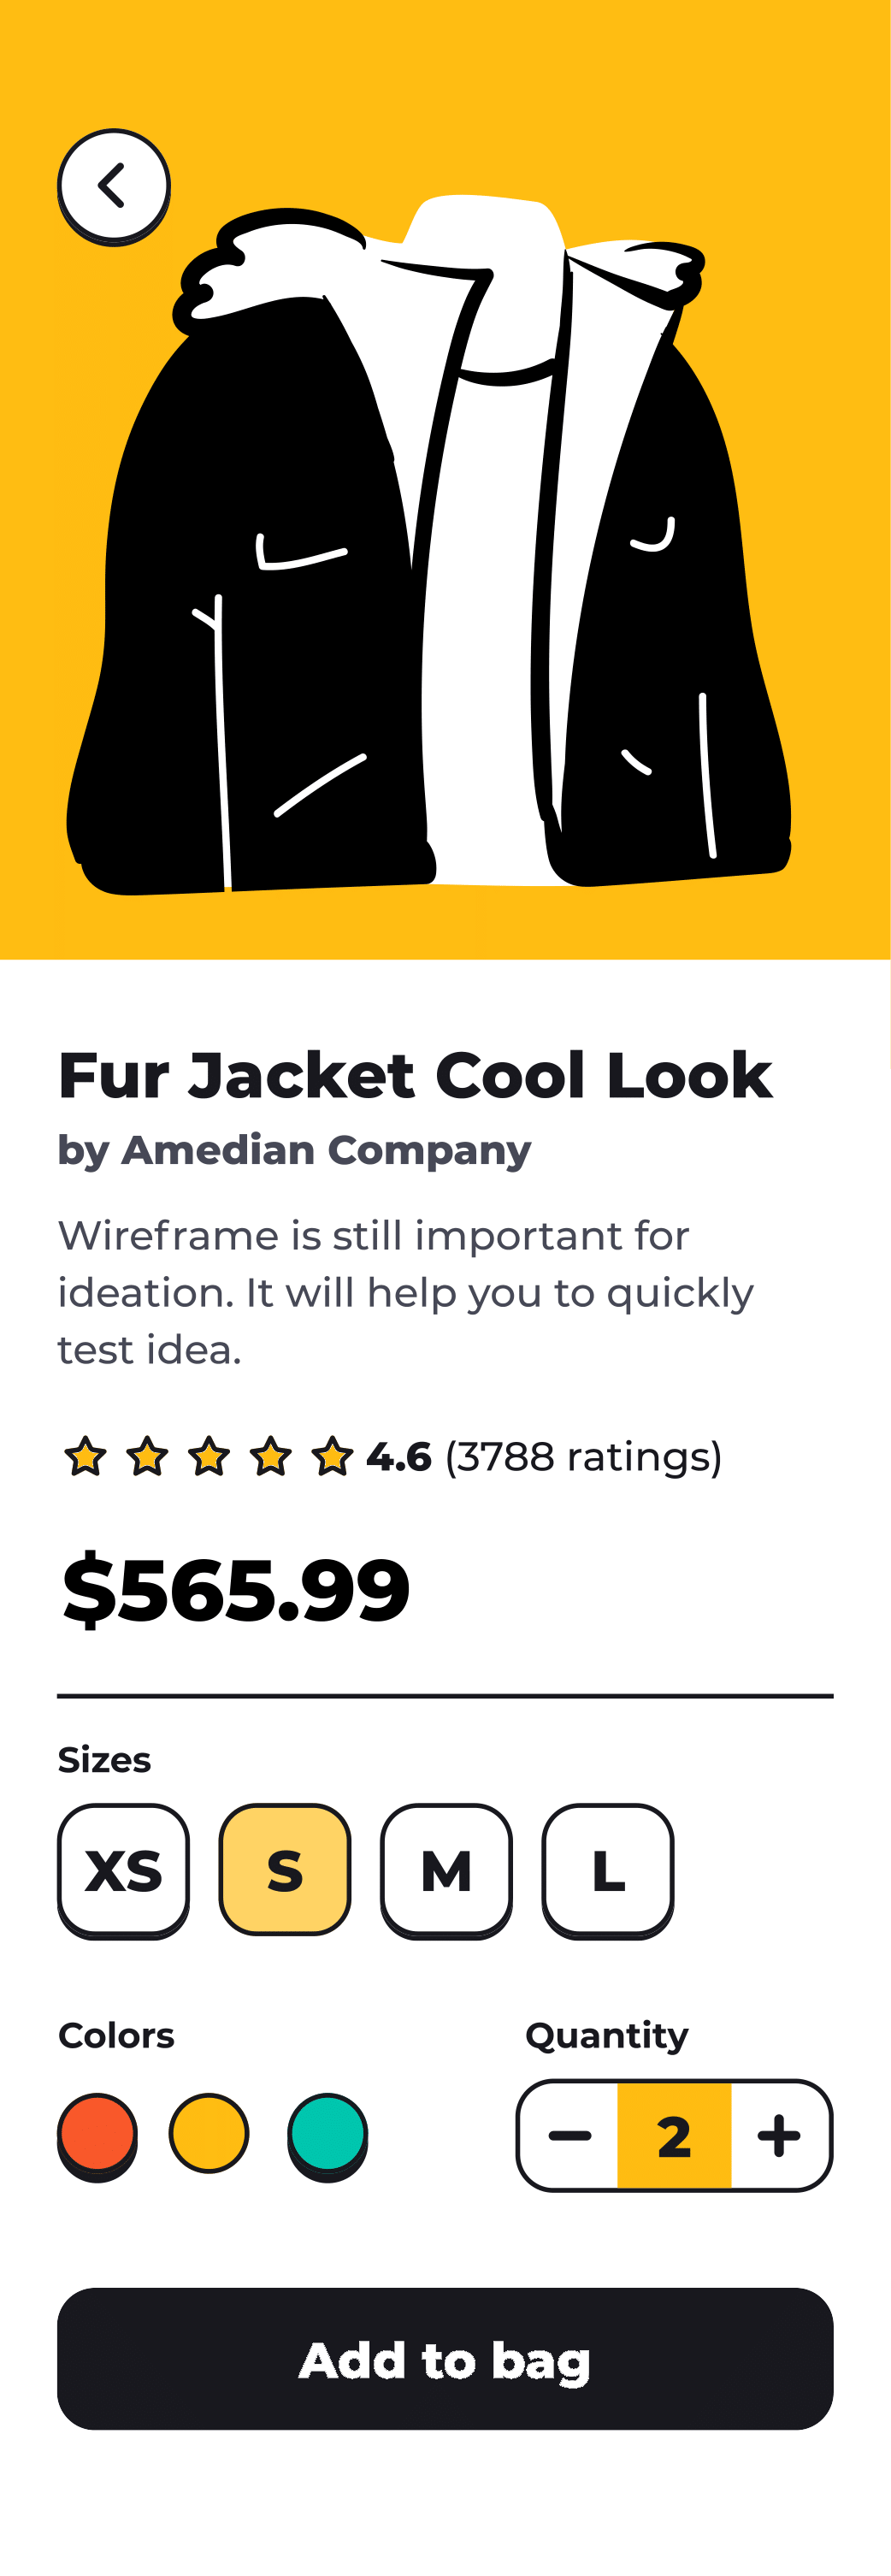 Fur Jacket Cool Look
by Amedian Company
Wireframe is still important for
ideation. It will help you to quickly
test idea.
4.6 (3788 ratings)
$565.99
Sizes
XS S M L
Colors Quantity
2
Add to bag